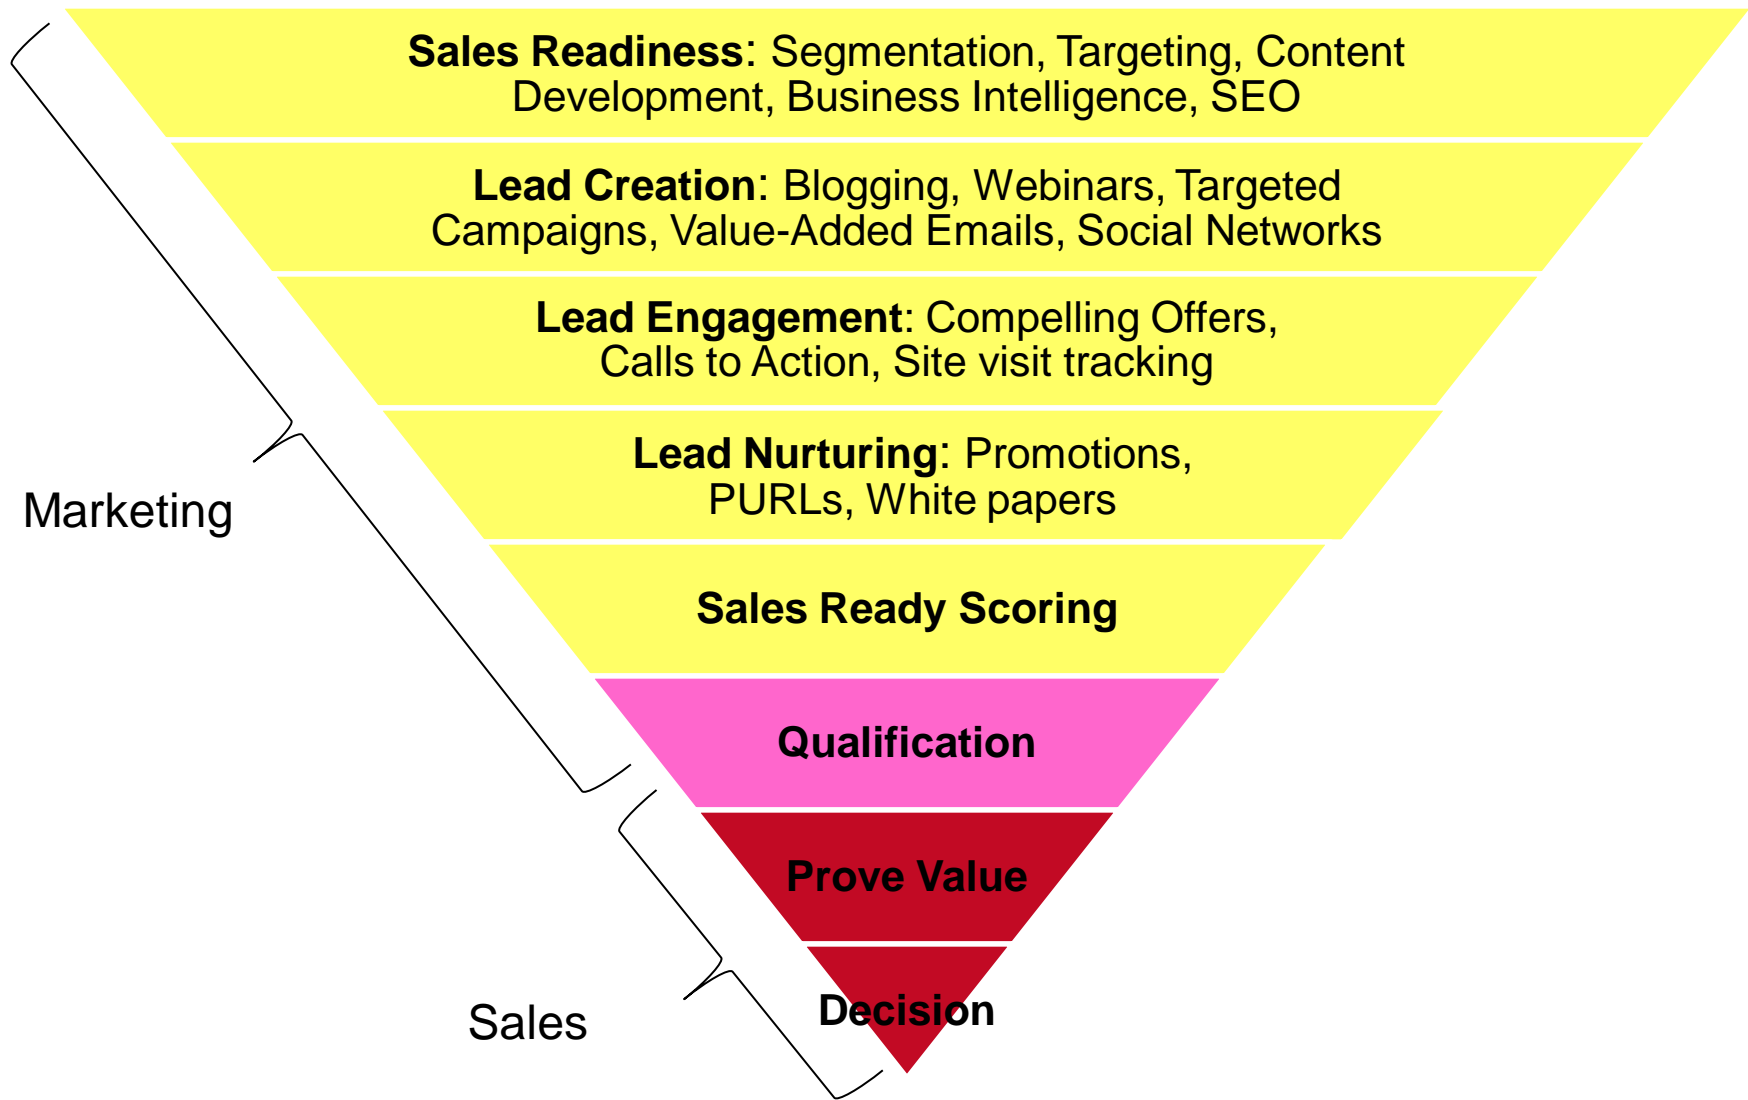 Sales Readiness: Segmentation, Targeting, Content
Development, Business Intelligence, SEO
Lead Creation: Blogging, Webinars, Targeted
Campaigns, Value-Added Emails, Social Networks
Lead Engagement: Compelling Offers,
Calls to Action, Site visit tracking
Lead Nurturing: Promotions,
PURLs, White papers
Marketing
Sales Ready Scoring
Qualification
Prove Value
Decision
Sales